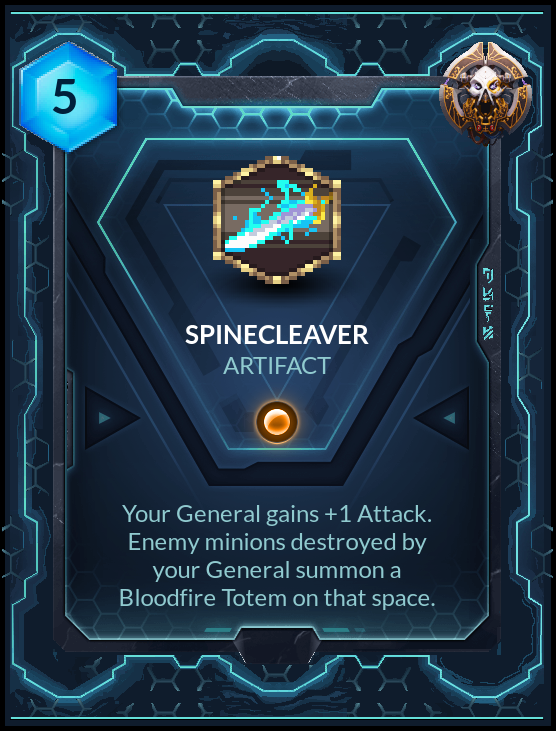 5
SPINECLEAVER
ARTIFACT
Your General gains +1 Attack.
Enemy minions destroyed by
your General summon a
Bloodfire Totem on that space.